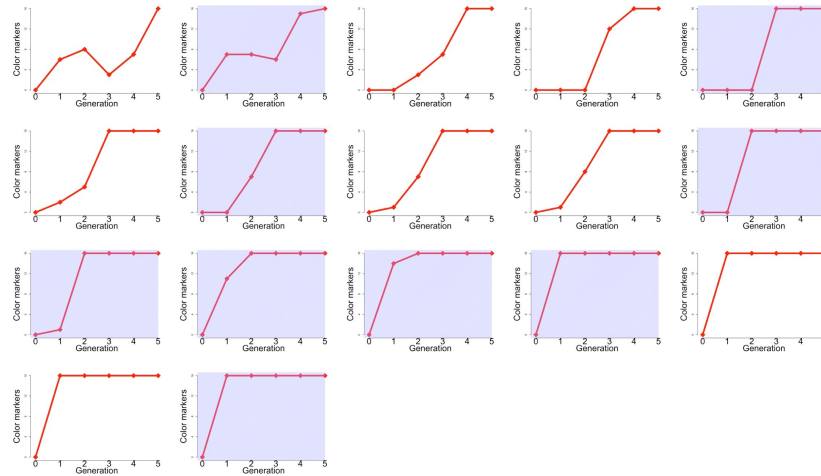 Color markers Color markers Color markers Color markers Color markers
0 1 2 3 4 5 0 1 2 3 4 5 0 1 2 3 4 5 0 1 2 3 4 5 0 1 2 3 4
Generation Generation Generation Generation Generation
Color markers Color markers Color markers Color markers Color markers
0 1 2 3 4 5 0 1 2 3 4 5 0 1 2 3 4 5 0 1 2 3 4 5 0 1 2 3 4
Generation Generation Generation Generation Generation
Color markers Color markers Color markers Color markers Color markers
0 1 2 3 4 5 0 1 2 3 4 5 0 1 2 3 4 5 0 1 2 3 4 5 0 1 2 3 4
Generation Generation Generation Generation Generation
Color markers Color markers
0 1 2 3 4 5 0 1 2 3 4 5
Generation Generation